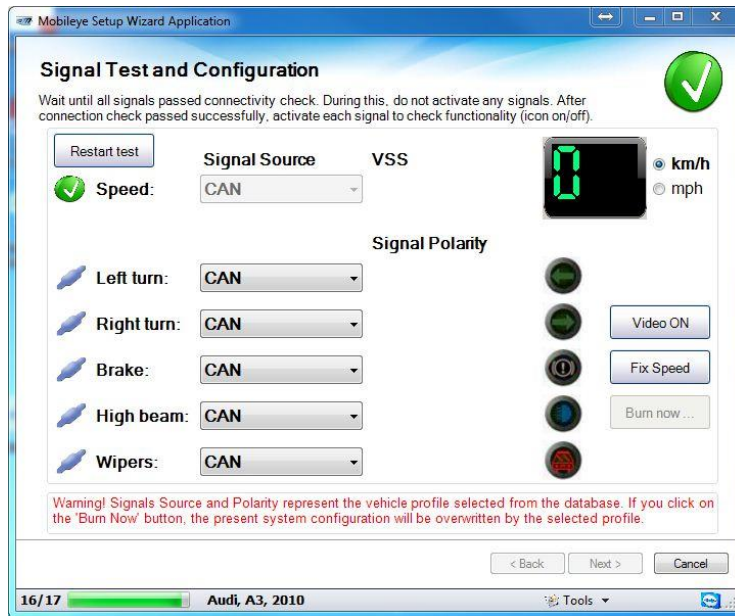 Mobileye Setup Wizard Application
Signal Test and Configuration
Wait until all signals passed connectivity check. During this, do not activate any signals. After
connection check passed successfully, activate each signal to check functionality (icon on/off).
Restart test
Signal Source
VSS
0
km/h
mph
Speed:
CAN
Signal Polarity
Left turn:
CAN
Right turn:
CAN
Video ON
Brake:
CAN
Fix Speed
High beam:
CAN
Burn now ...
Wipers:
CAN
Warning! Signals Source and Polarity represent the vehicle profile selected from the database. If you click on
the 'Burn Now' button, the present system configuration will be overwritten by the selected profile.
< Back
Next >
Cancel
16/17
Audi, A3, 2010
Tools